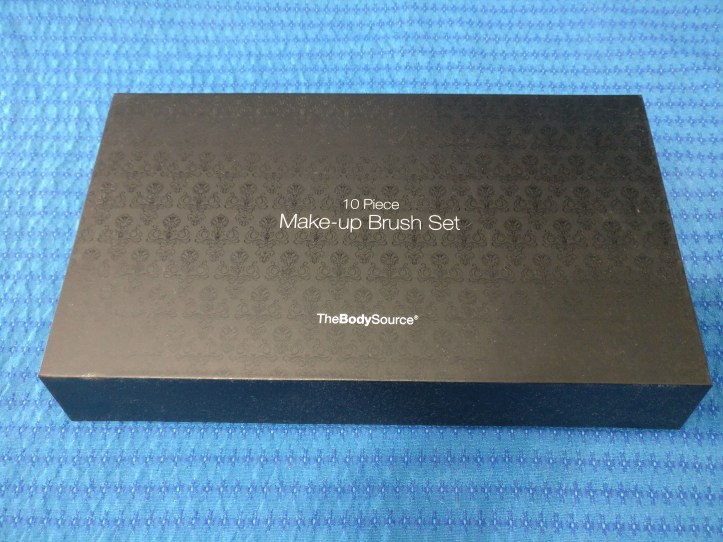 10 Piece
Make-up Brush Set
TheBodySource®